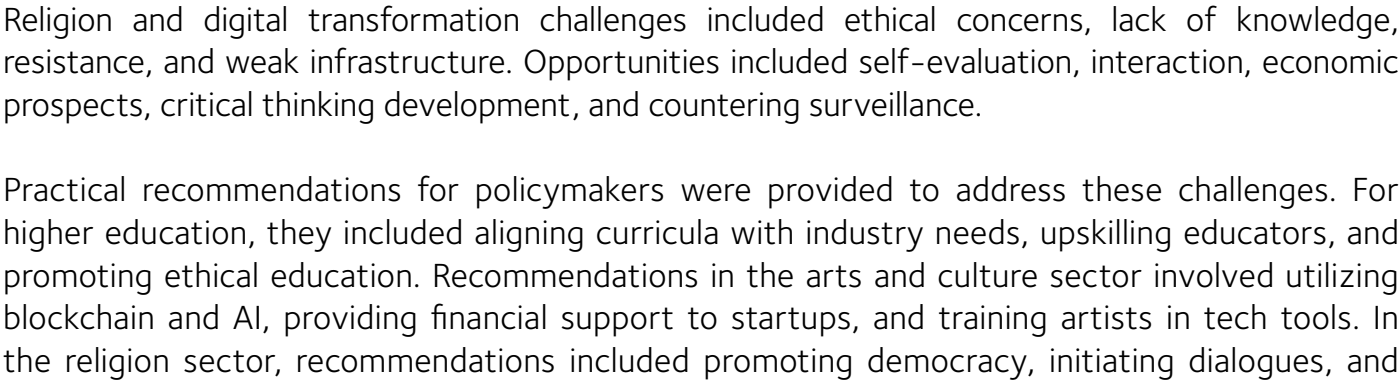 Religion and digital transformation challenges included ethical concerns, lack of knowledge,
resistance, and weak infrastructure. Opportunities included self-evaluation, interaction, economic
prospects, critical thinking development, and countering surveillance.
Practical recommendations for policymakers were provided to address these challenges. For
higher education, they included aligning curricula with industry needs, upskilling educators, and
promoting ethical education. Recommendations in the arts and culture sector involved utilizing
blockchain and AI, providing financial support to startups, and training artists in tech tools. In
the religion sector, recommendations included promoting democracy, initiating dialogues, and